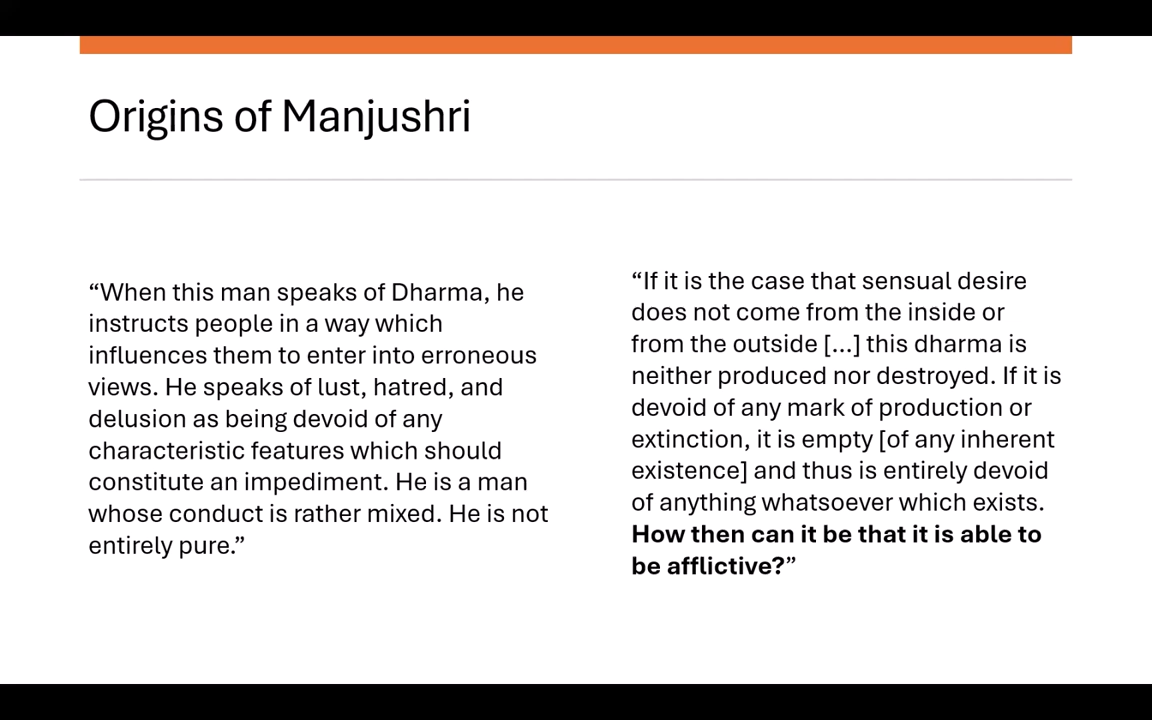 Origins of Manjushri
“When this man speaks of Dharma, he
instructs people in a way which
influences them to enter into erroneous
views. He speaks of lust, hatred, and
delusion as being devoid of any
characteristic features which should
constitute an impediment. He is a man
whose conduct is rather mixed. He is not
entirely pure.”
“If it is the case that sensual desire
does not come from the inside or
from the outside [...] this dharma is
neither produced nor destroyed. If it is
devoid of any mark of production or
extinction, it is empty [of any inherent
existence] and thus is entirely devoid
of anything whatsoever which exists.
How then can it be that it is able to
be afflictive?”